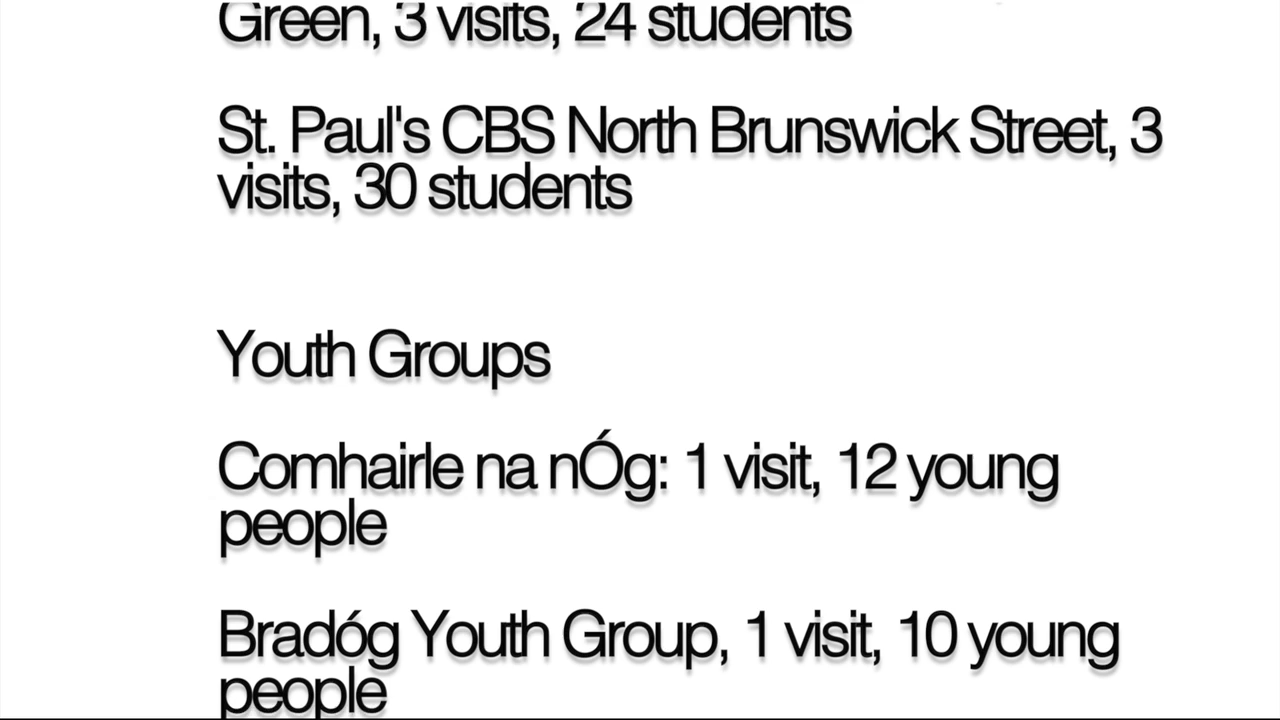 Green, 3 visits, 24 students
St. Paul's CBS North Brunswick Street, 3
visits, 30 students
Youth Groups
Comhairle na nÓg: 1 visit, 12 young
people
Bradóg Youth Group, 1 visit, 10 young
people